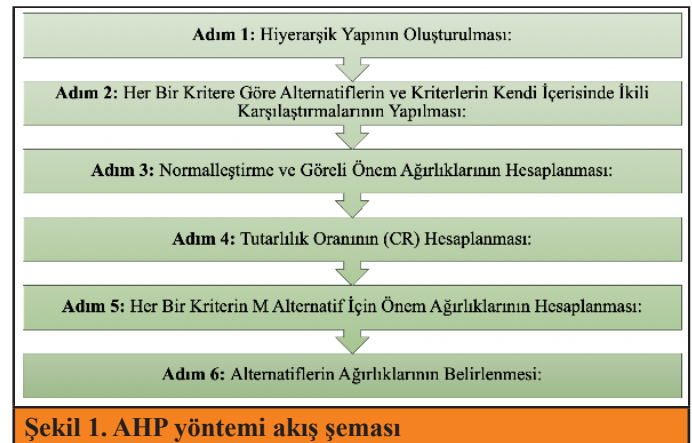 Adım 1: Hiyerarşik Yapının Oluşturulması:
Adım 2: Her Bir Kritere Göre Alternatiflerin ve Kriterlerin Kendi İçerisinde İkili
Karşılaştırmalarının Yapılması:
Adım 3: Normalleştirme ve Göreli Önem Ağırlıklarının Hesaplanması:
Adım 4: Tutarlılık Oranının (CR) Hesaplanması:
Adım 5: Her Bir Kriterin M Alternatif İçin Önem Ağırlıklarının Hesaplanması:
Adım 6: Alternatiflerin Ağırlıklarının Belirlenmesi:
Şekil 1. AHP yöntemi akış şeması